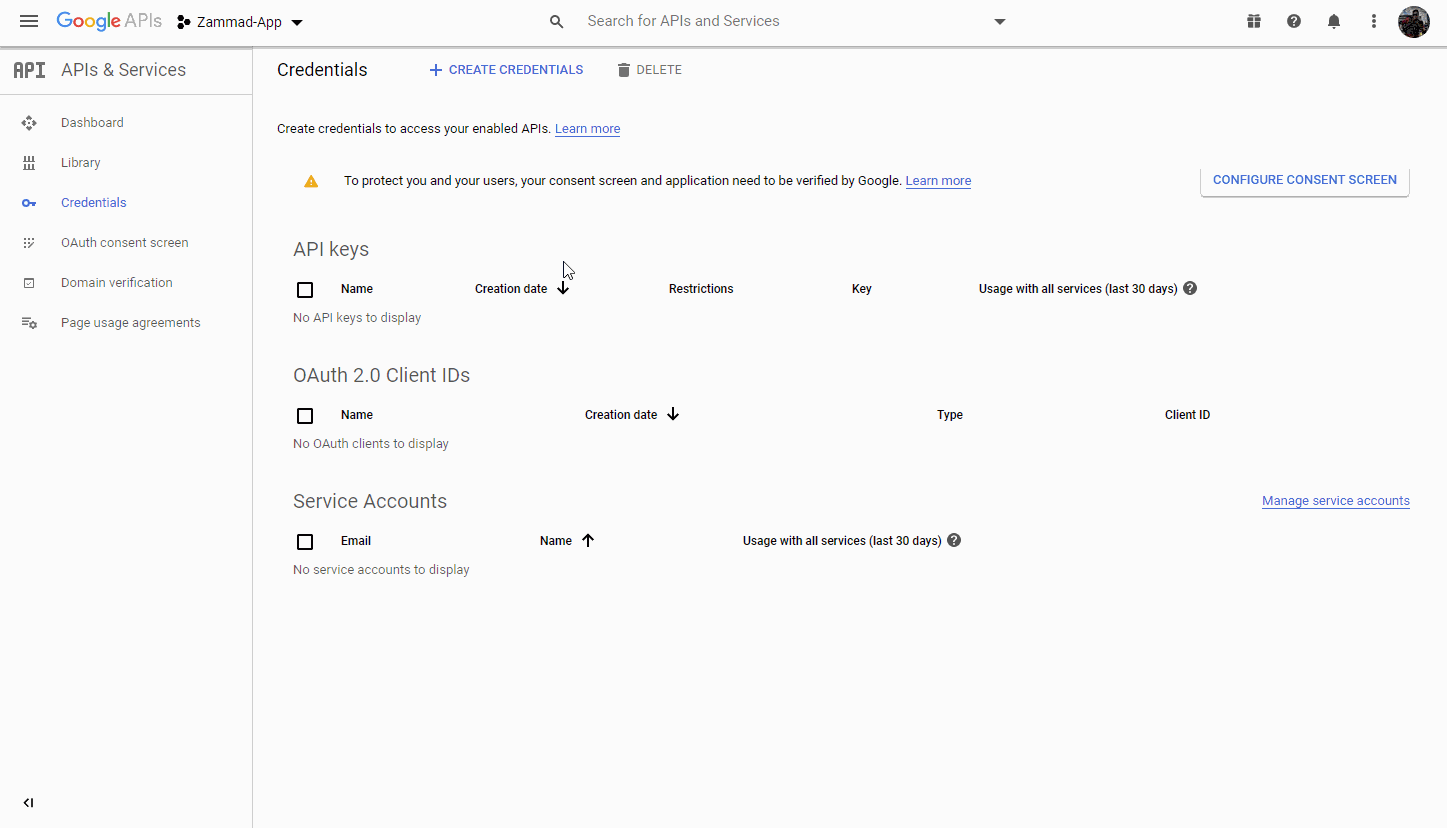 Google APIs Zammad-App Search for APIs and Services
API APIs & Services
Credentials CREATE CREDENTIALS DELETE
Dashboard
Library
Credentials
OAuth consent screen
Domain verification
Page usage agreements
Create credentials to access your enabled APIs. Learn more
To protect you and your users, your consent screen and application need to be verified by Google. Learn more CONFIGURE CONSENT SCREEN
API keys
Name Creation date Restrictions Key Usage with all services (last 30 days)
No API keys to display
OAuth 2.0 Client IDs
Name Creation date Type Client ID
No OAuth clients to display
Service Accounts Manage service accounts
Email Name Usage with all services (last 30 days)
No service accounts to display